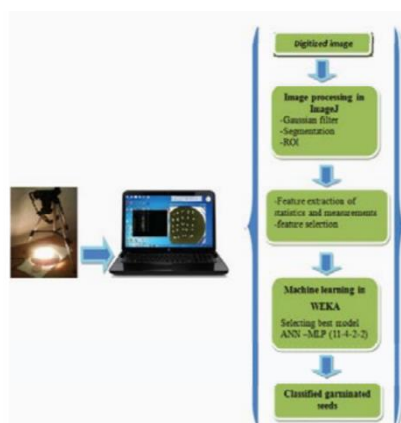 Digitized image
Image processing in
ImageJ
-Gaussian filter
-Segmentation
-ROI
-Feature extraction of
statistics and measurements
-feature selection
Machine learning in
WEKA
Selecting best model
ANN –MLP (11-4-2-2)
Classified garminated
seeds